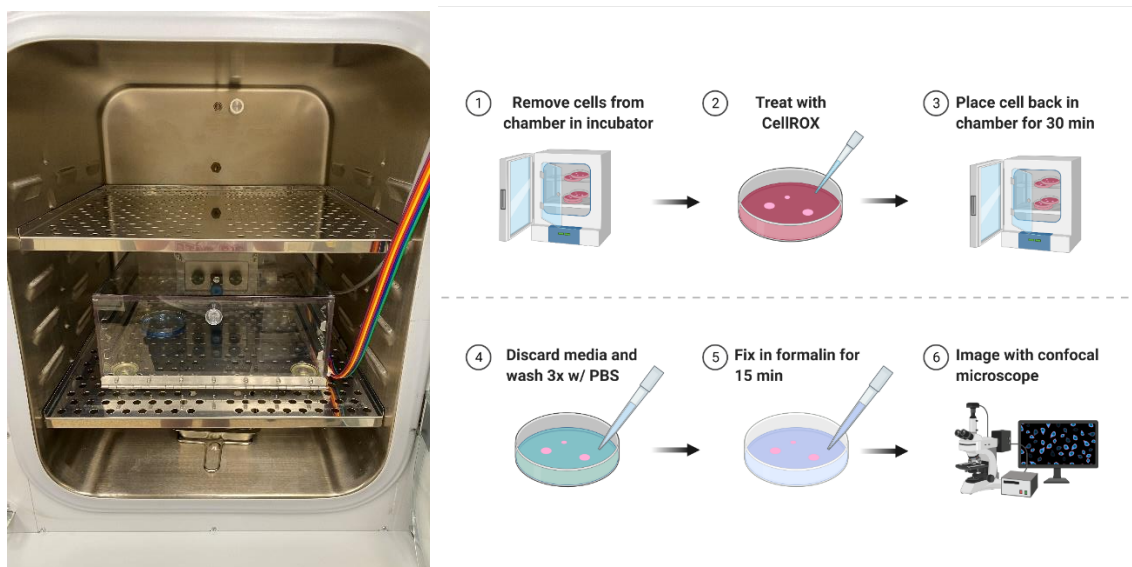 1 Remove cells from
chamber in incubator
2 Treat with
CellROX
3 Place cell back in
chamber for 30 min
4 Discard media and
wash 3x w/ PBS
5 Fix in formalin for
15 min
6 Image with confocal
microscope